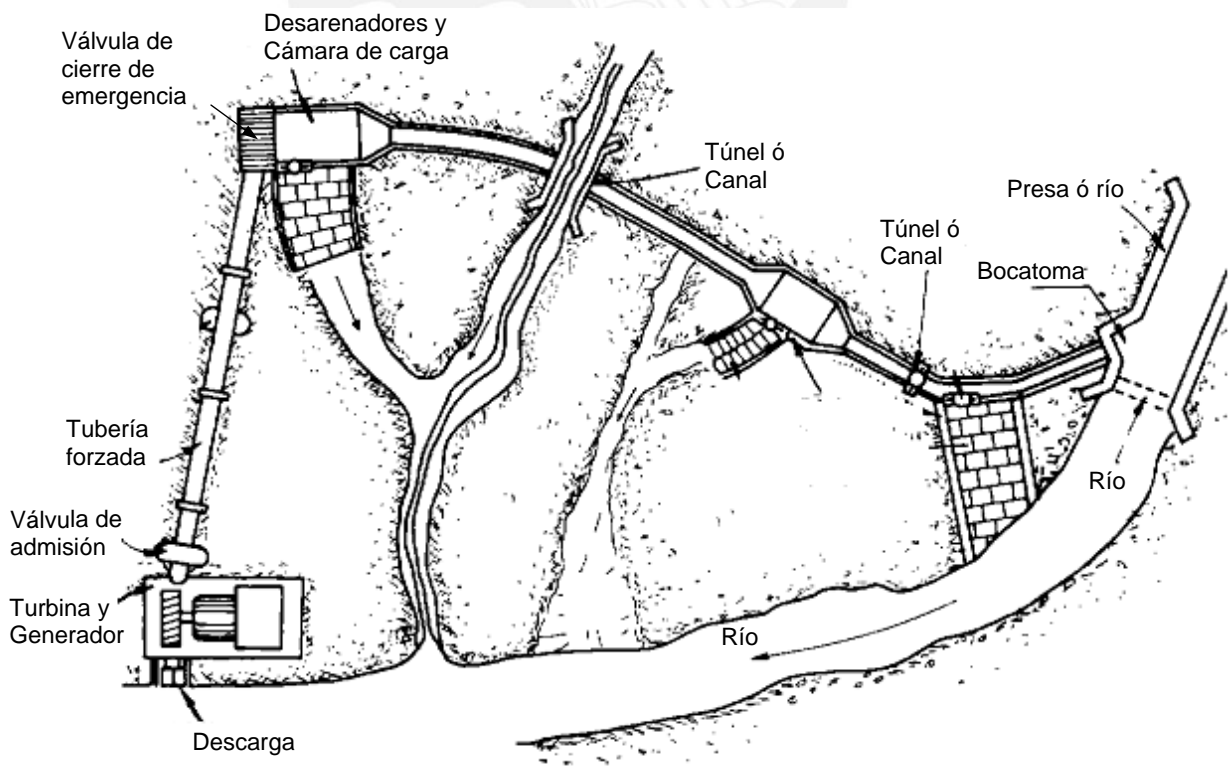 Desarenadores y
Cámara de carga
Válvula de
cierre de
emergencia
Túnel ó
Canal
Presa ó río
Túnel ó
Canal
Bocatoma
Tubería
forzada
Río
Válvula de
admisión
Turbina y
Generador
Río
Descarga